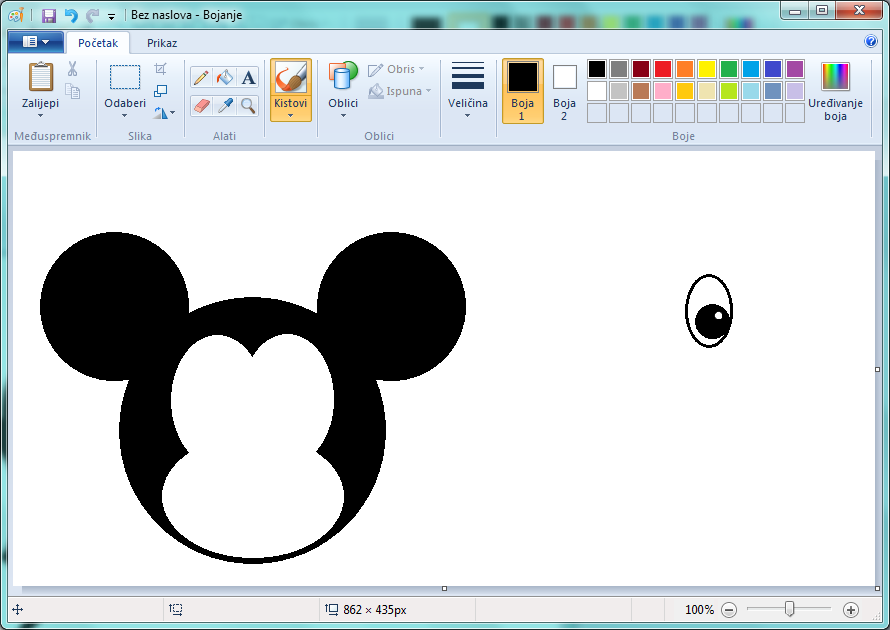 Bez naslova - Bojanje
Početak
Prikaz
Zalijepi
Međuspremnik
Odaberi
Slika
A
Alati
Kistovi
Oblici
Obris
Ispuna
Oblici
Veličina
Boja
1
Boja
2
Uređivanje
boja
Boje
862 × 435px
100%